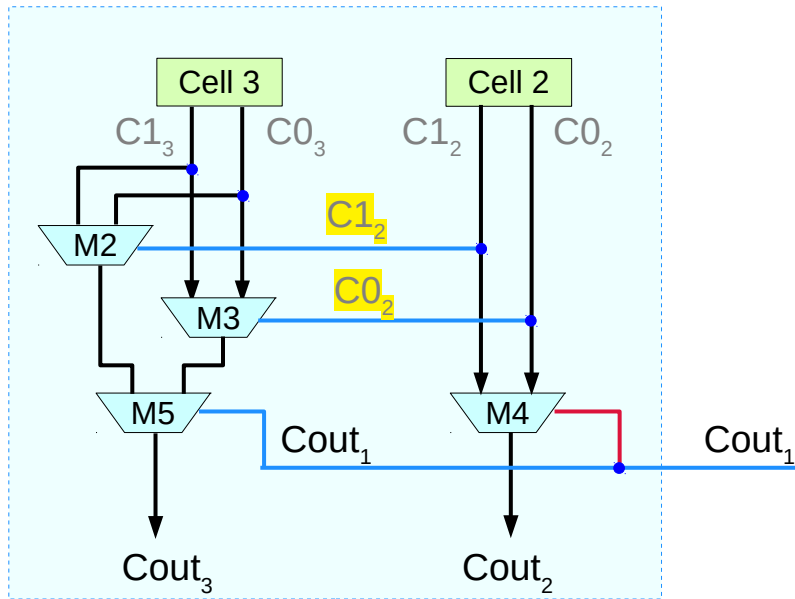 Cell 3
Cell 2
C1₃
C0₃
C1₂
C0₂
C1₂
M2
C0₂
M3
M5
M4
Cout₁
Cout₁
Cout₃
Cout₂